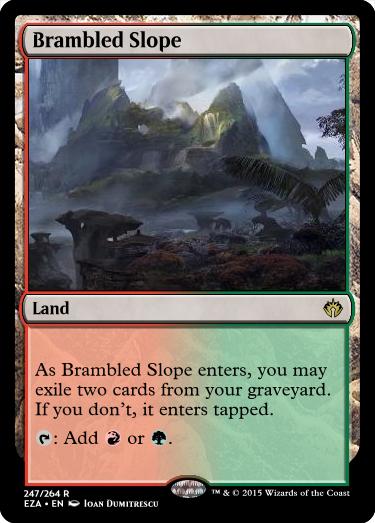 Brambled Slope
Land
As Brambled Slope enters, you may
exile two cards from your graveyard.
If you don't, it enters tapped.
: Add or .
247/264 R
EZA • EN Ioan Dumitrescu
™ & © 2015 Wizards of the Coast